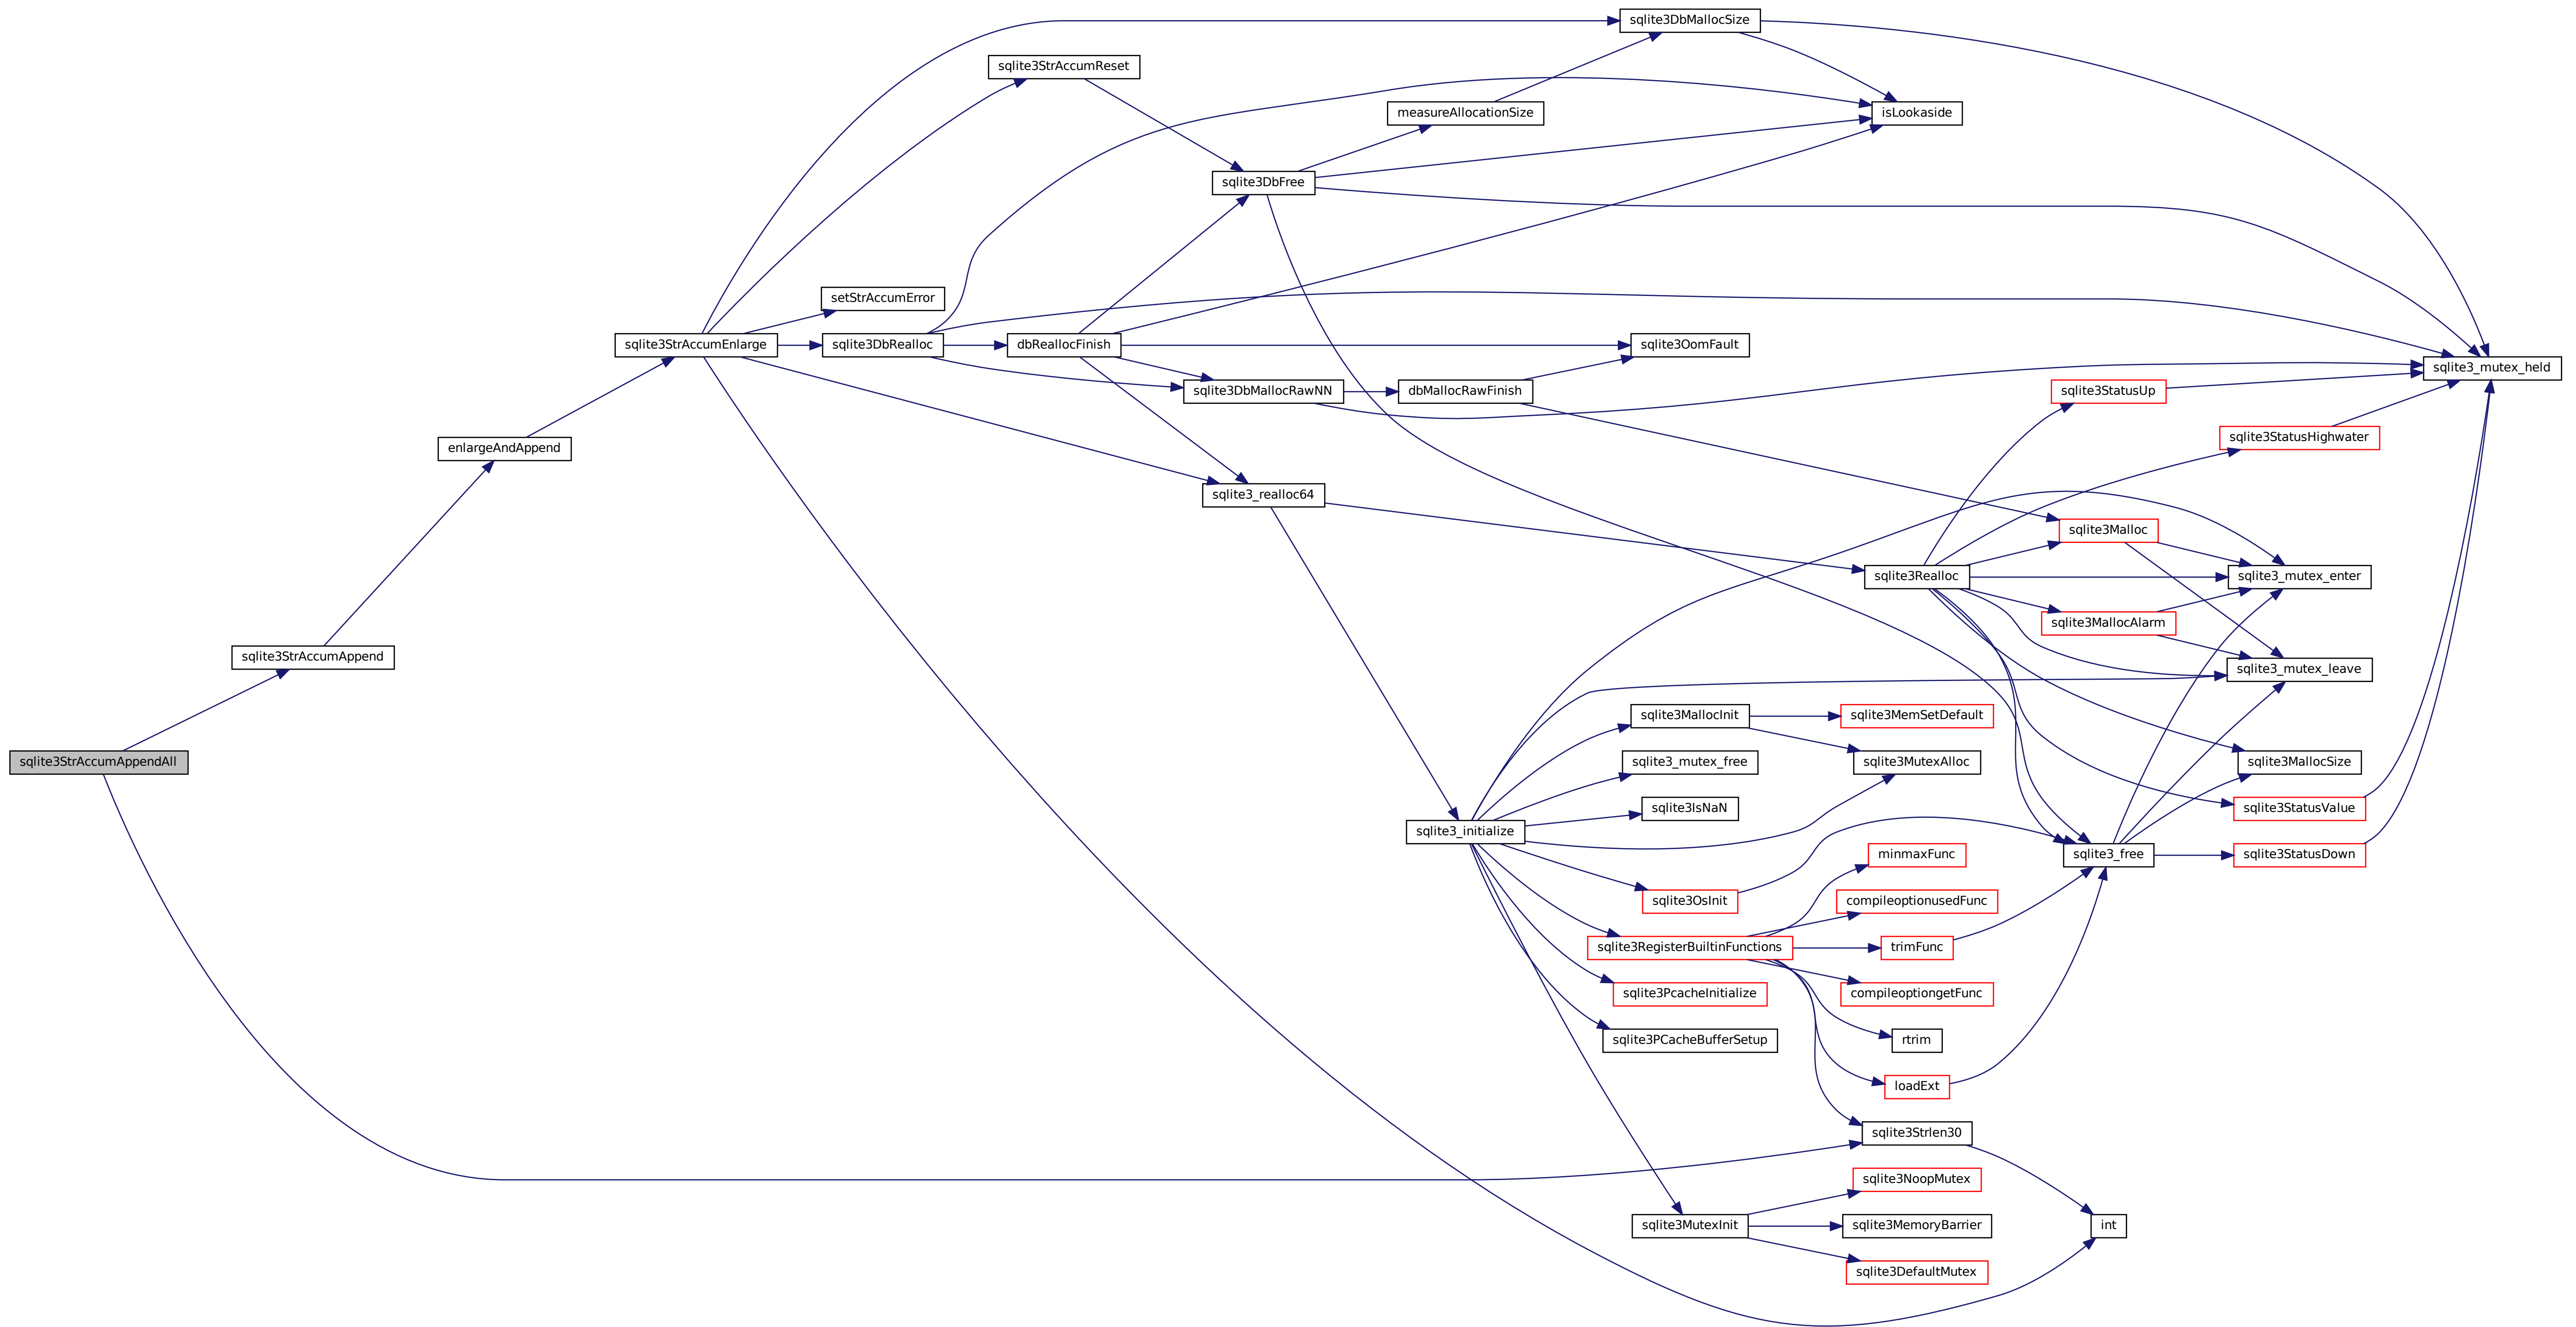 sqlite3StrAccumAppendAll
sqlite3StrAccumAppend
enlargeAndAppend
sqlite3StrAccumEnlarge
setStrAccumError
sqlite3DbRealloc
sqlite3StrAccumReset
dbReallocFinish
sqlite3DbFree
sqlite3DbMallocRawNN
sqlite3_realloc64
measureAllocationSize
dbMallocRawFinish
sqlite3_initialize
sqlite3DbMallocSize
sqlite3OomFault
sqlite3MallocInit
sqlite3_mutex_free
sqlite3IsNaN
sqlite3OsInit
sqlite3RegisterBuiltinFunctions
sqlite3PcacheInitialize
sqlite3PCacheBufferSetup
sqlite3MutexInit
isLookaside
sqlite3Realloc
sqlite3MemSetDefault
sqlite3MutexAlloc
minmaxFunc
compileoptionusedFunc
trimFunc
compileoptiongetFunc
rtrim
loadExt
sqlite3Strlen30
sqlite3NoopMutex
sqlite3MemoryBarrier
sqlite3DefaultMutex
sqlite3StatusUp
sqlite3Malloc
sqlite3MallocAlarm
sqlite3_free
int
sqlite3StatusHighwater
sqlite3_mutex_enter
sqlite3_mutex_leave
sqlite3MallocSize
sqlite3StatusValue
sqlite3StatusDown
sqlite3_mutex_held